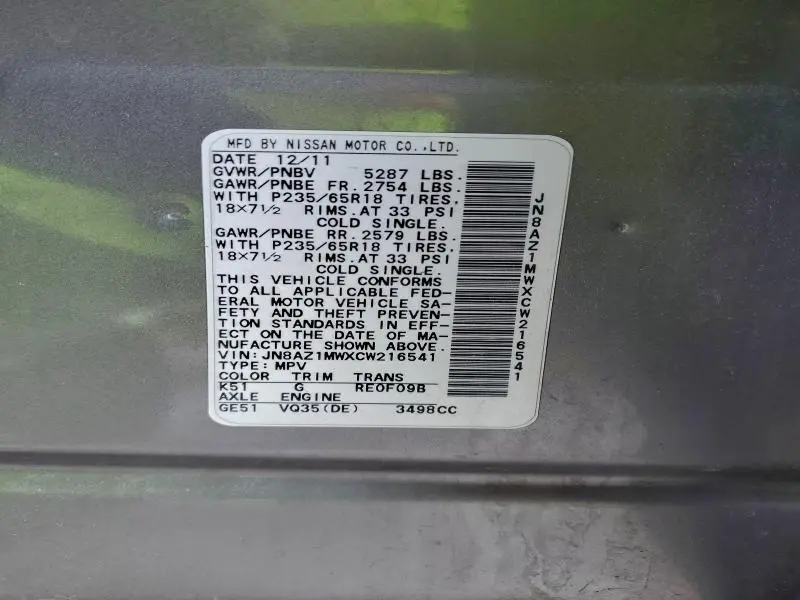 MFD BY NISSAN MOTOR CO.,LTD.
DATE 12/11
GVWR/PNBV 5287 LBS.
GAWR/PNBE FR. 2754 LBS.
WITH P235/65R18 TIRES,
18×7½ RIMS.AT 33 PSI
COLD SINGLE.
GAWR/PNBE RR. 2579 LBS.
WITH P235/65R18 TIRES,
18×7½ RIMS.AT 33 PSI
COLD SINGLE.
THIS VEHICLE CONFORMS
TO ALL APPLICABLE FED-
ERAL MOTOR VEHICLE SA-
FETY AND THEFT PREVEN-
TION STANDARDS IN EFF-
ECT ON THE DATE OF MA-
NUFACTURE SHOWN ABOVE.
VIN: JN8AZ1MWXCW216541
TYPE: MPV
COLOR TRIM TRANS
K51 G RE0F09B
AXLE ENGINE
GE51 VQ35(DE) 3498CC
JN8AZ1MWXCW216541